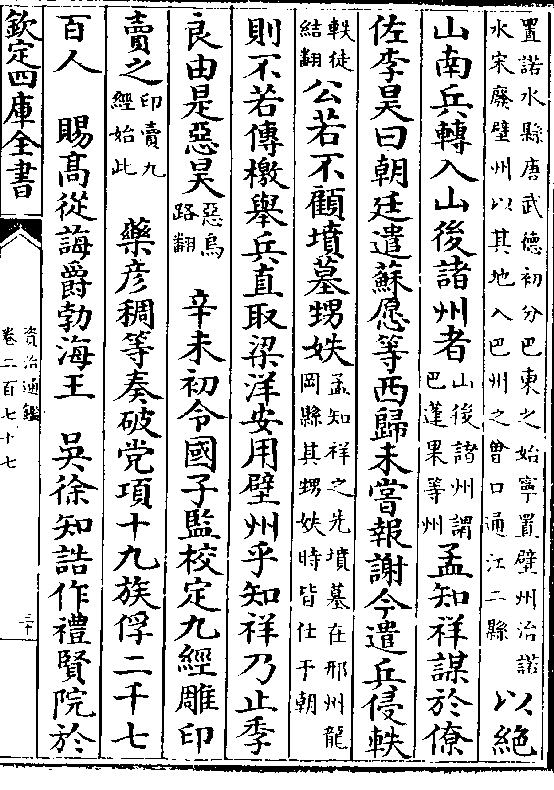 置諾水縣唐武德初分巴東之始寧置壁州治諾
水宋廢壁州以其地入巴州之曾口通江二縣
以絶
山南兵轉入山後諸州者
山後諸州謂
巴蓬果等州
孟知祥謀於僚
佐李昊曰朝廷遣蘇愿等西歸未嘗報謝今遣兵侵軼
軼徒
結翻
公若不顧墳墓甥姪
孟知祥之先墳墓在邢州龍
岡縣其甥姪時皆仕于朝
則不若傳檄舉兵直取梁洋安用壁州乎知祥乃止季
良由是惡昊
惡烏
路翻
辛未初令國子監校定九經雕印
賣之
印賣九
經始此
藥彦稠等奏破党項十九族俘二千七
百人
賜髙從誨爵勃海王
吳徐知誥作禮賢院於
欽定四庫全書
資治通鑑
卷二百七十七
三十